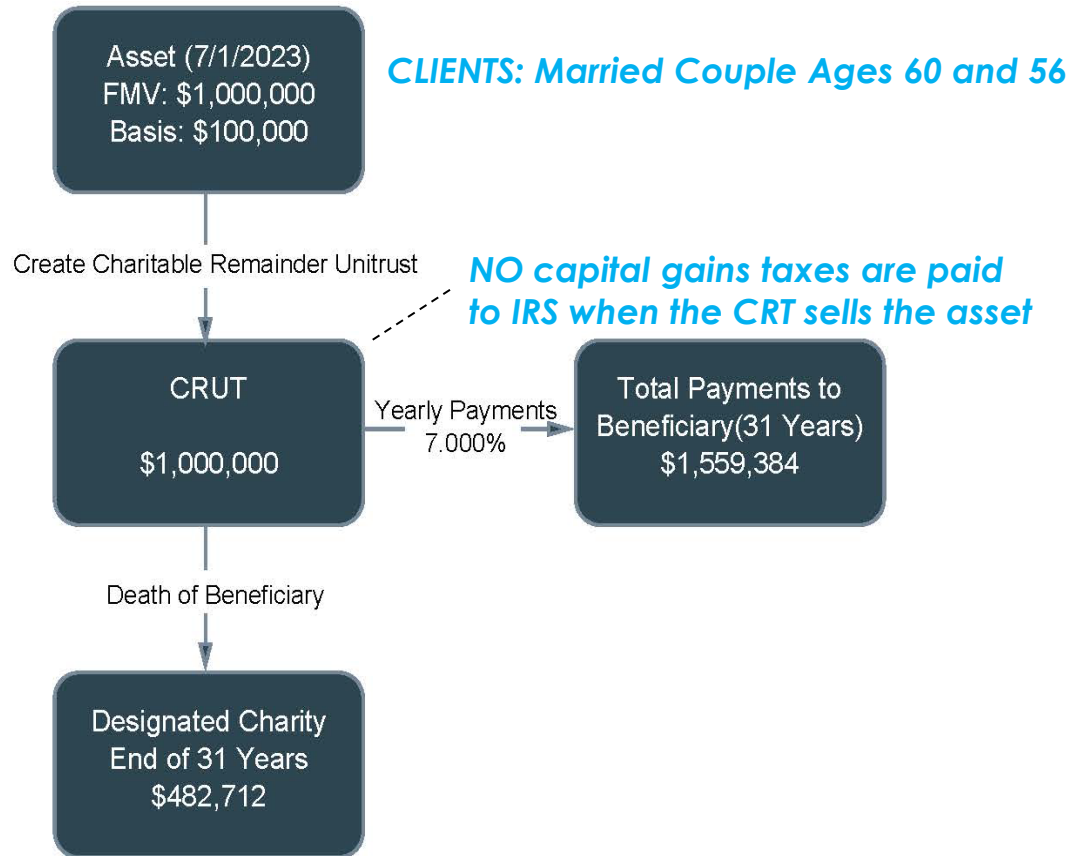 Asset (7/1/2023)
FMV: $1,000,000
Basis: $100,000
CLIENTS: Married Couple Ages 60 and 56
Create Charitable Remainder Unitrust
NO capital gains taxes are paid
to IRS when the CRT sells the asset
CRUT
$1,000,000
Yearly Payments
7.000%
Total Payments to
Beneficiary(31 Years)
$1,559,384
Death of Beneficiary
Designated Charity
End of 31 Years
$482,712